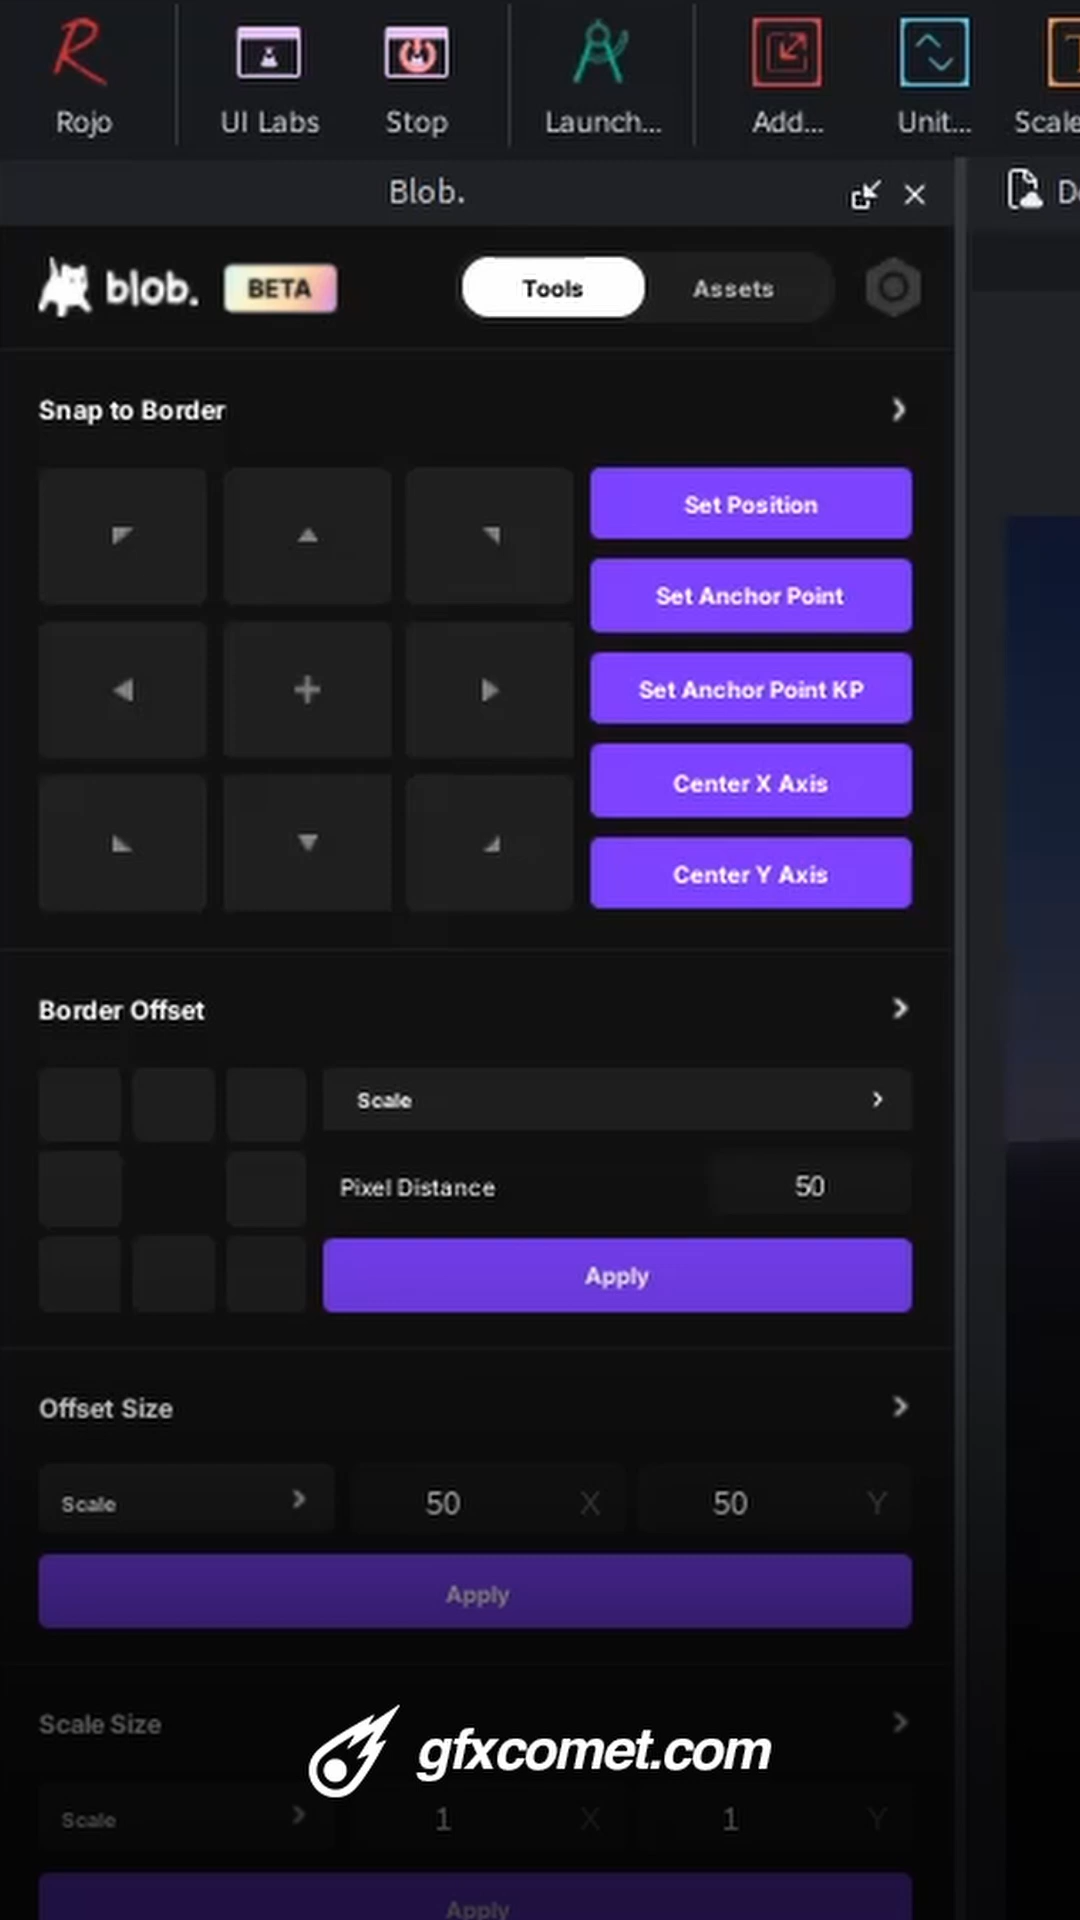 Rojo
UI Labs
Stop
Launch...
Add...
Unit...
Blob.
blob.
BETA
Tools
Assets
Snap to Border
Set Position
Set Anchor Point
Set Anchor Point KP
Center X Axis
Center Y Axis
Border Offset
Scale
Pixel Distance
50
Apply
Offset Size
Scale
50
X
50
Y
Apply
Scale Size
gfxcomet.com
Scale
1
X
1
Y
Apply